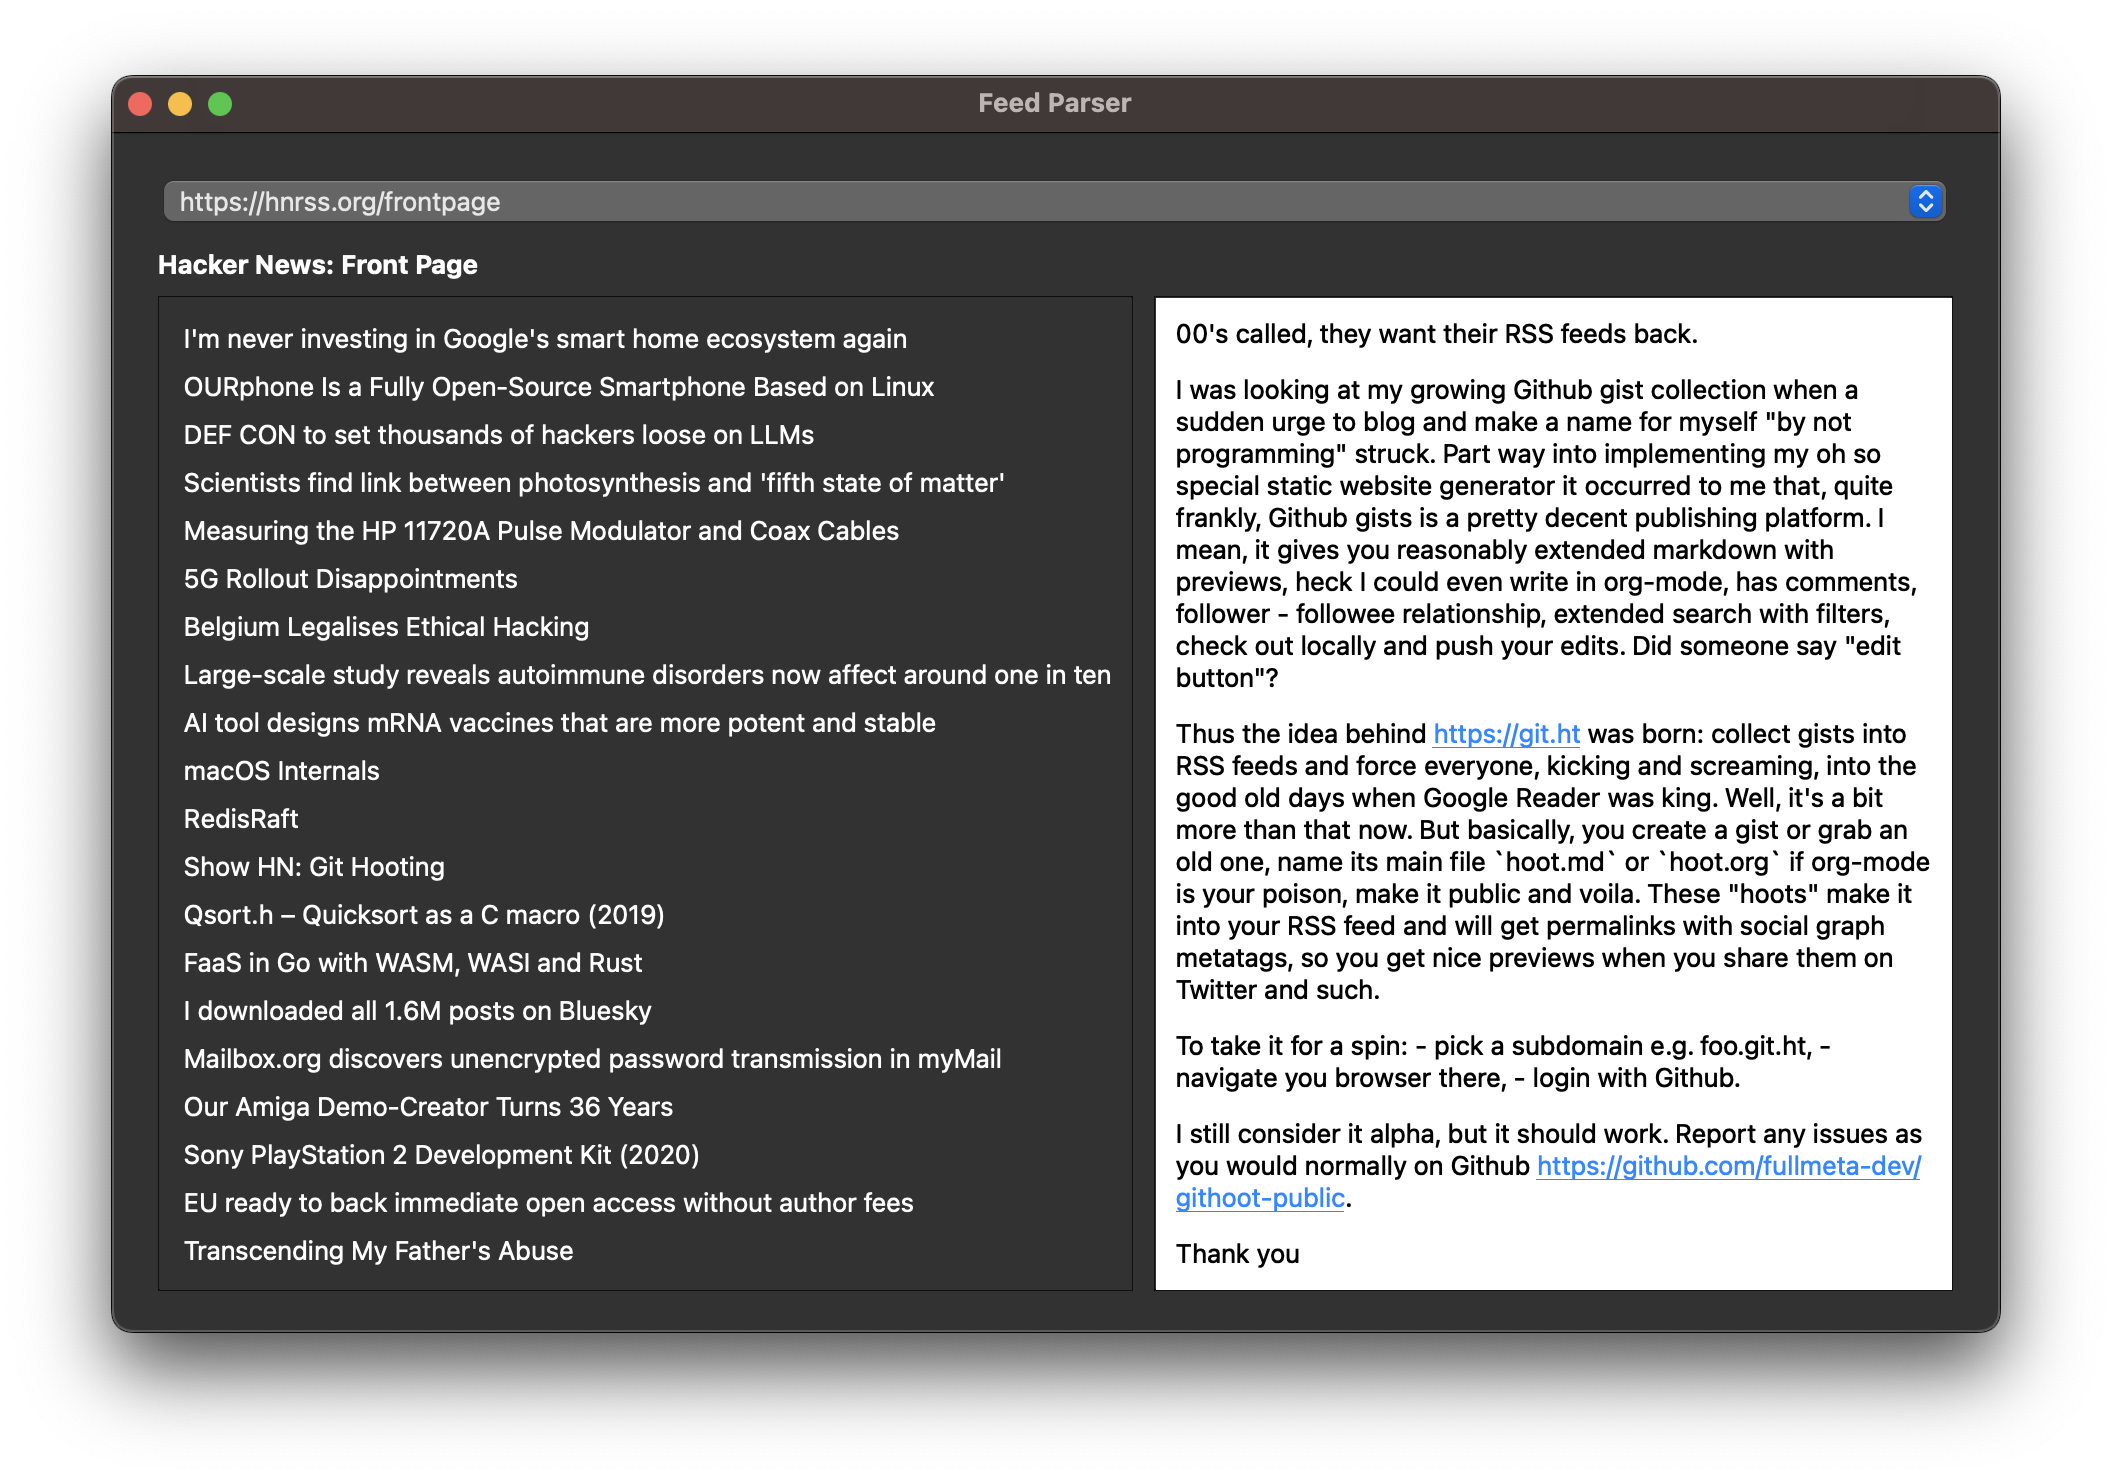 Feed Parser
https://hnrss.org/frontpage
Hacker News: Front Page
I'm never investing in Google's smart home ecosystem again
OURphone Is a Fully Open-Source Smartphone Based on Linux
DEF CON to set thousands of hackers loose on LLMs
Scientists find link between photosynthesis and 'fifth state of matter'
Measuring the HP 11720A Pulse Modulator and Coax Cables
5G Rollout Disappointments
Belgium Legalises Ethical Hacking
Large-scale study reveals autoimmune disorders now affect around one in ten
AI tool designs mRNA vaccines that are more potent and stable
macOS Internals
RedisRaft
Show HN: Git Hooting
Qsort.h – Quicksort as a C macro (2019)
FaaS in Go with WASM, WASI and Rust
I downloaded all 1.6M posts on Bluesky
Mailbox.org discovers unencrypted password transmission in myMail
Our Amiga Demo-Creator Turns 36 Years
Sony PlayStation 2 Development Kit (2020)
EU ready to back immediate open access without author fees
Transcending My Father's Abuse
00's called, they want their RSS feeds back.
I was looking at my growing Github gist collection when a
sudden urge to blog and make a name for myself "by not
programming" struck. Part way into implementing my oh so
special static website generator it occurred to me that, quite
frankly, Github gists is a pretty decent publishing platform. I
mean, it gives you reasonably extended markdown with
previews, heck I could even write in org-mode, has comments,
follower - followee relationship, extended search with filters,
check out locally and push your edits. Did someone say "edit
button"?
Thus the idea behind https://git.ht was born: collect gists into
RSS feeds and force everyone, kicking and screaming, into the
good old days when Google Reader was king. Well, it's a bit
more than that now. But basically, you create a gist or grab an
old one, name its main file `hoot.md` or `hoot.org` if org-mode
is your poison, make it public and voila. These "hoots" make it
into your RSS feed and will get permalinks with social graph
metatags, so you get nice previews when you share them on
Twitter and such.
To take it for a spin: - pick a subdomain e.g. foo.git.ht, -
navigate you browser there, - login with Github.
I still consider it alpha, but it should work. Report any issues as
you would normally on Github https://github.com/fullmeta-dev/
githoot-public.
Thank you